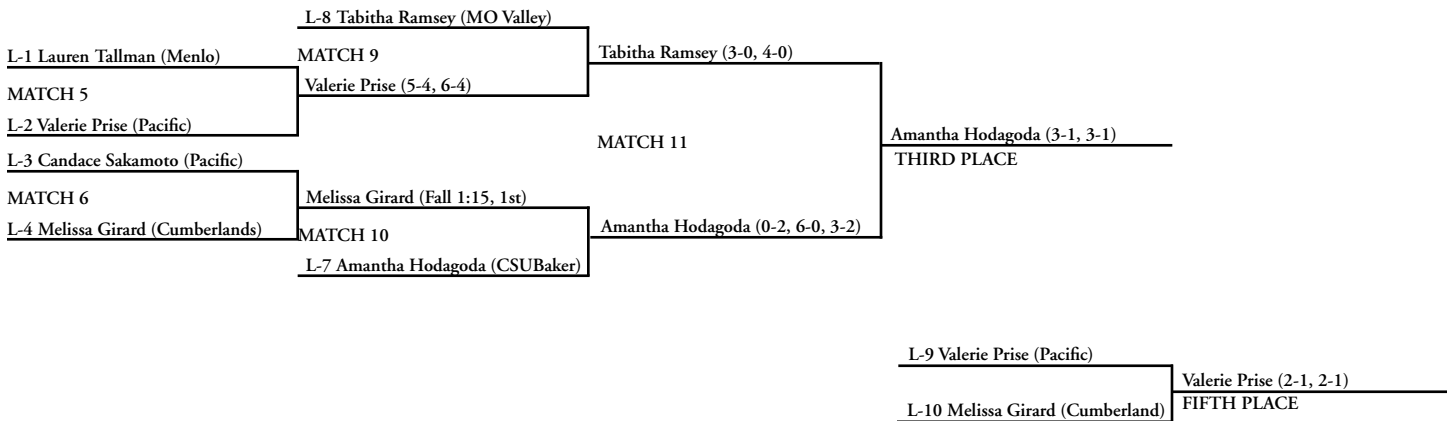 L-8 Tabitha Ramsey (MO Valley)
L-1 Lauren Tallman (Menlo)
MATCH 9
Tabitha Ramsey (3-0, 4-0)
MATCH 5
Valerie Prise (5-4, 6-4)
L-2 Valerie Prise (Pacific)
MATCH 11
Amantha Hodagoda (3-1, 3-1)
THIRD PLACE
L-3 Candace Sakamoto (Pacific)
MATCH 6
Melissa Girard (Fall 1:15, 1st)
L-4 Melissa Girard (Cumberlands)
MATCH 10
Amantha Hodagoda (0-2, 6-0, 3-2)
L-7 Amantha Hodagoda (CSUBaker)
L-9 Valerie Prise (Pacific)
Valerie Prise (2-1, 2-1)
FIFTH PLACE
L-10 Melissa Girard (Cumberland)